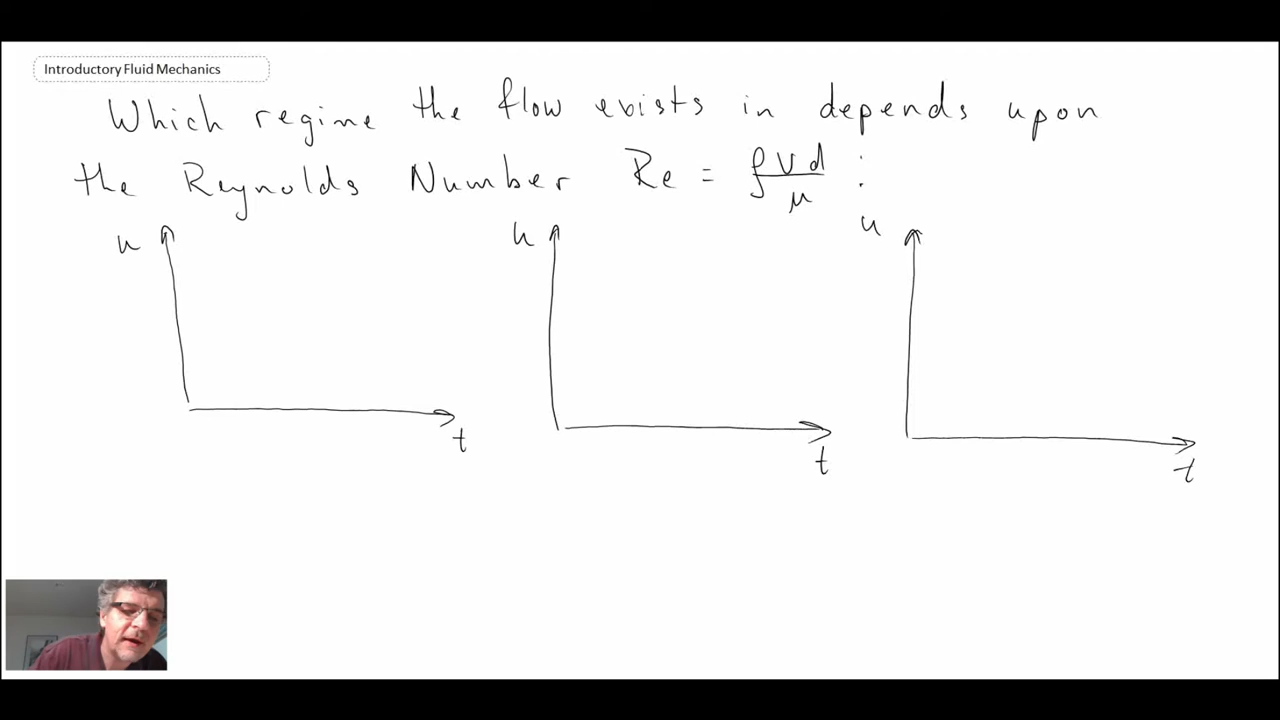 Introductory Fluid Mechanics
Which regime the flow exists in depends upon
the Reynolds Number Re = ρVd/μ :
u u u
t t t